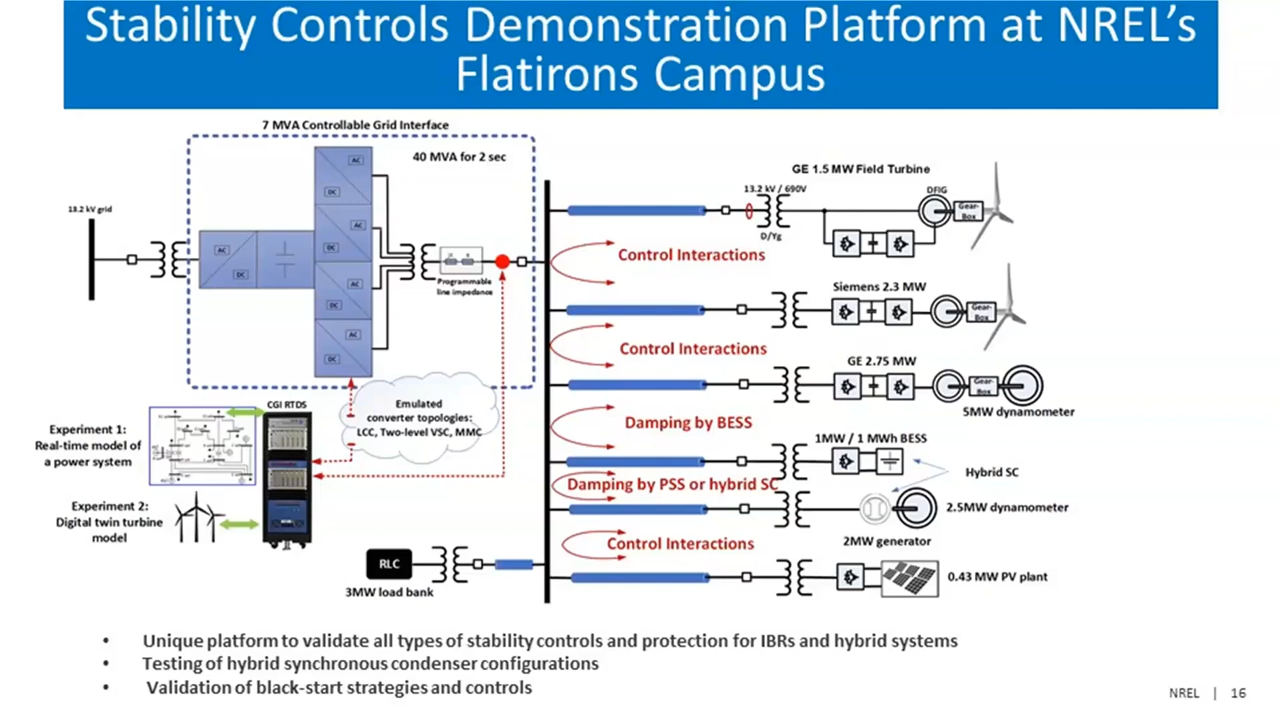 Stability Controls Demonstration Platform at NREL's
Flatirons Campus
7 MVA Controllable Grid Interface
40 MVA for 2 sec
13.2 kV grid
AC
DC
AC
DC
AC
DC
AC
DC
AC
DC
Programmable
line impedance
GE 1.5 MW Field Turbine
13.2 kV / 690V
D/Yg
DFIG
Gear-
Box
Control Interactions
Siemens 2.3 MW
Gear-
Box
Control Interactions
GE 2.75 MW
Gear-
Box
5MW dynamometer
Damping by BESS
1MW / 1 MWh BESS
Hybrid SC
Damping by PSS or hybrid SC
2.5MW dynamometer
2MW generator
Control Interactions
0.43 MW PV plant
Emulated
converter topologies:
LCC, Two-level VSC, MMC
CGI RTDS
Experiment 1:
Real-time model of
a power system
Experiment 2:
Digital twin turbine
model
RLC
3MW load bank
• Unique platform to validate all types of stability controls and protection for IBRs and hybrid systems
• Testing of hybrid synchronous condenser configurations
• Validation of black-start strategies and controls
NREL | 16